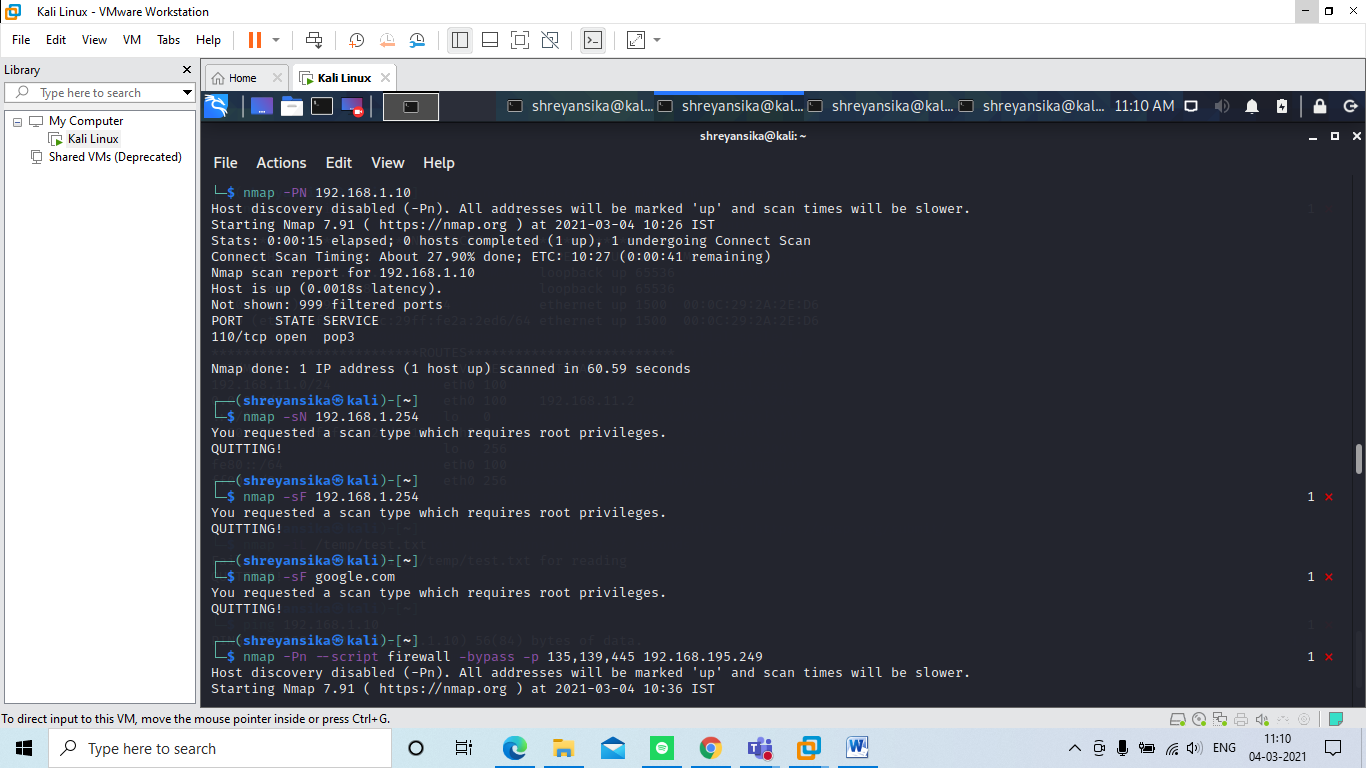 Kali Linux - VMware Workstation
File Edit View VM Tabs Help
Library
Type here to search
My Computer
Kali Linux
Shared VMs (Deprecated)
Home
Kali Linux
shreyansika@kal...
shreyansika@kal...
shreyansika@kal...
shreyansika@kal...
11:10 AM
shreyansika@kali: ~
File Actions Edit View Help
└─$ nmap -PN 192.168.1.10
Host discovery disabled (-Pn). All addresses will be marked 'up' and scan times will be slower.
Starting Nmap 7.91 ( https://nmap.org ) at 2021-03-04 10:26 IST
Stats: 0:00:15 elapsed; 0 hosts completed (1 up), 1 undergoing Connect Scan
Connect Scan Timing: About 27.90% done; ETC: 10:27 (0:00:41 remaining)
Nmap scan report for 192.168.1.10
Host is up (0.0018s latency).
Not shown: 999 filtered ports
PORT    STATE SERVICE
110/tcp open  pop3
Nmap done: 1 IP address (1 host up) scanned in 60.59 seconds
┌──(shreyansika㉿kali)-[~]
└─$ nmap -sN 192.168.1.254
You requested a scan type which requires root privileges.
QUITTING!
┌──(shreyansika㉿kali)-[~]
└─$ nmap -sF 192.168.1.254 1 ⨯
You requested a scan type which requires root privileges.
QUITTING!
┌──(shreyansika㉿kali)-[~]
└─$ nmap -sF google.com 1 ⨯
You requested a scan type which requires root privileges.
QUITTING!
┌──(shreyansika㉿kali)-[~]
└─$ nmap -Pn --script firewall -bypass -p 135,139,445 192.168.195.249 1 ⨯
Host discovery disabled (-Pn). All addresses will be marked 'up' and scan times will be slower.
Starting Nmap 7.91 ( https://nmap.org ) at 2021-03-04 10:36 IST
To direct input to this VM, move the mouse pointer inside or press Ctrl+G.
Type here to search
ENG
11:10
04-03-2021